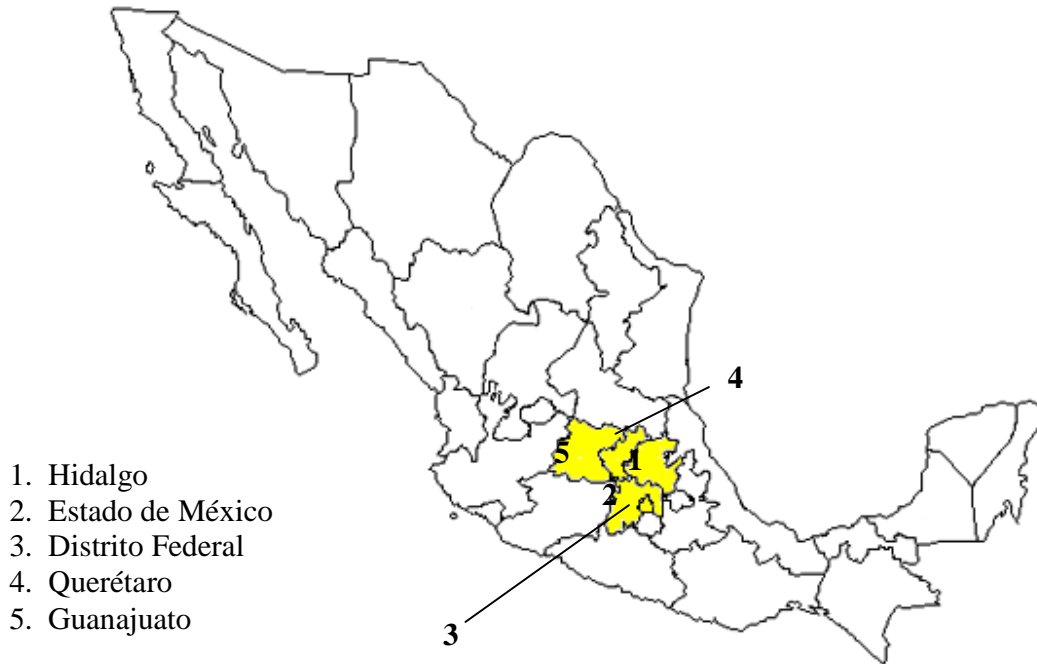 4
5
1
2
1. Hidalgo
2. Estado de México
3. Distrito Federal
4. Querétaro
5. Guanajuato
3